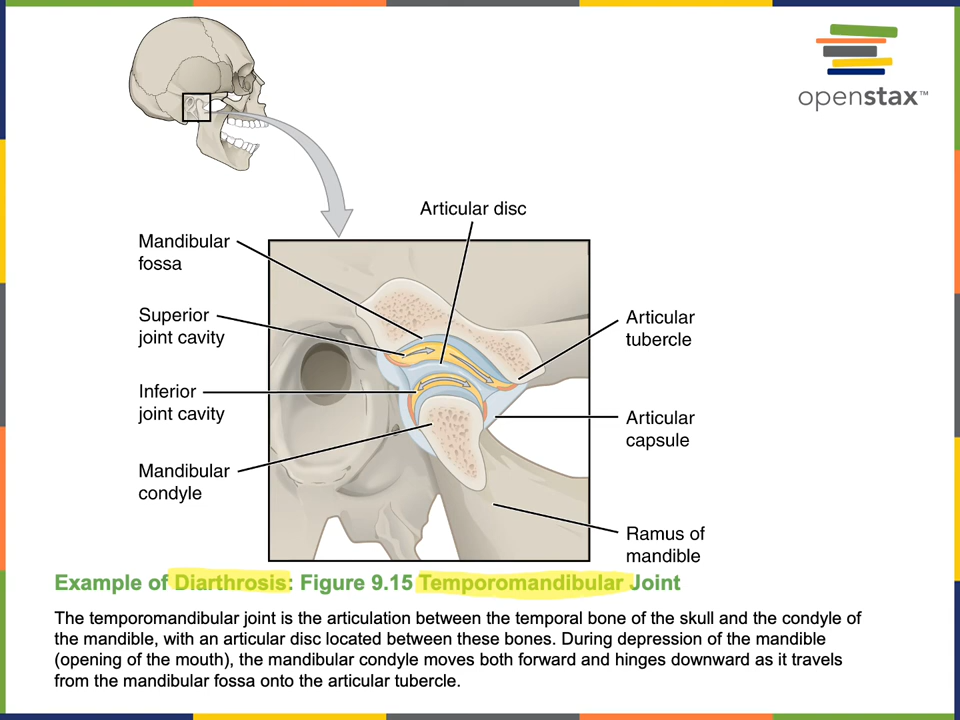 openstax™
Articular disc
Mandibular
fossa
Superior
joint cavity
Inferior
joint cavity
Mandibular
condyle
Articular
tubercle
Articular
capsule
Ramus of
mandible
Example of Diarthrosis: Figure 9.15 Temporomandibular Joint
The temporomandibular joint is the articulation between the temporal bone of the skull and the condyle of
the mandible, with an articular disc located between these bones. During depression of the mandible
(opening of the mouth), the mandibular condyle moves both forward and hinges downward as it travels
from the mandibular fossa onto the articular tubercle.